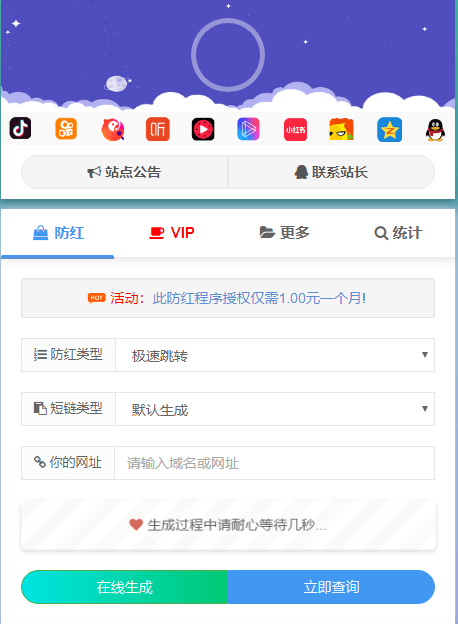 听
小红书
站点公告 联系站长
防红 VIP 更多 统计
HOT 活动：此防红程序授权仅需1.00元一个月!
防红类型 极速跳转
短链类型 默认生成
你的网址 请输入域名或网址
生成过程中请耐心等待几秒...
在线生成 立即查询